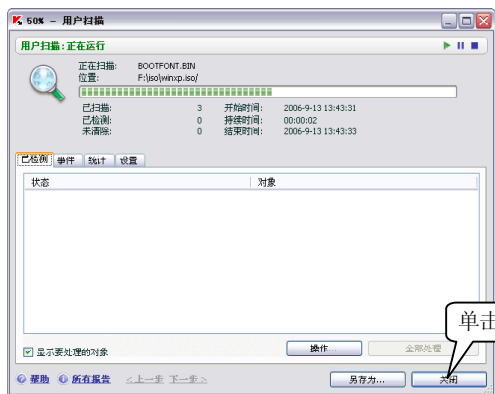 50% - 用户扫描
用户扫描:正在运行
正在扫描: BOOTFONT.BIN
位置: F:\iso\winxp.iso/
已扫描: 3 开始时间: 2006-9-13 13:43:31
已检测: 0 持续时间: 00:00:02
未清除: 0 结束时间: 2006-9-13 13:43:33
已检测 事件 统计 设置
状态 对象
单击
显示要处理的对象 操作... 全部处理
帮助 所有报告 <上一步 下一步> 另存为... 关闭